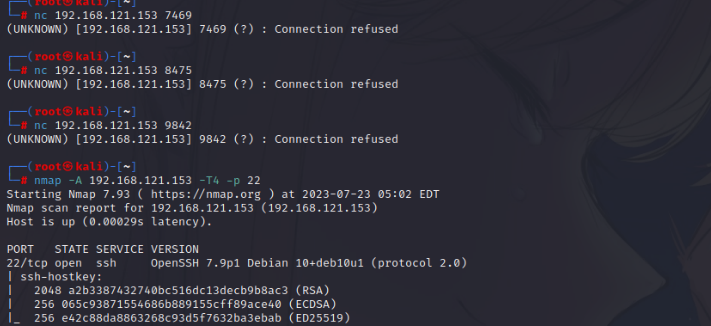 └─# nc 192.168.121.153 7469
(UNKNOWN) [192.168.121.153] 7469 (?) : Connection refused
┌──(root㉿kali)-[~]
└─# nc 192.168.121.153 8475
(UNKNOWN) [192.168.121.153] 8475 (?) : Connection refused
┌──(root㉿kali)-[~]
└─# nc 192.168.121.153 9842
(UNKNOWN) [192.168.121.153] 9842 (?) : Connection refused
┌──(root㉿kali)-[~]
└─# nmap -A 192.168.121.153 -T4 -p 22
Starting Nmap 7.93 ( https://nmap.org ) at 2023-07-23 05:02 EDT
Nmap scan report for 192.168.121.153 (192.168.121.153)
Host is up (0.00029s latency).
PORT   STATE SERVICE VERSION
22/tcp open  ssh     OpenSSH 7.9p1 Debian 10+deb10u1 (protocol 2.0)
| ssh-hostkey:
|   2048 a2b3387432740bc516dc13decb9b8ac3 (RSA)
|   256 065c93871554686b889155cff89ace40 (ECDSA)
|_  256 e42c88da8863268c93d5f7632ba3ebab (ED25519)